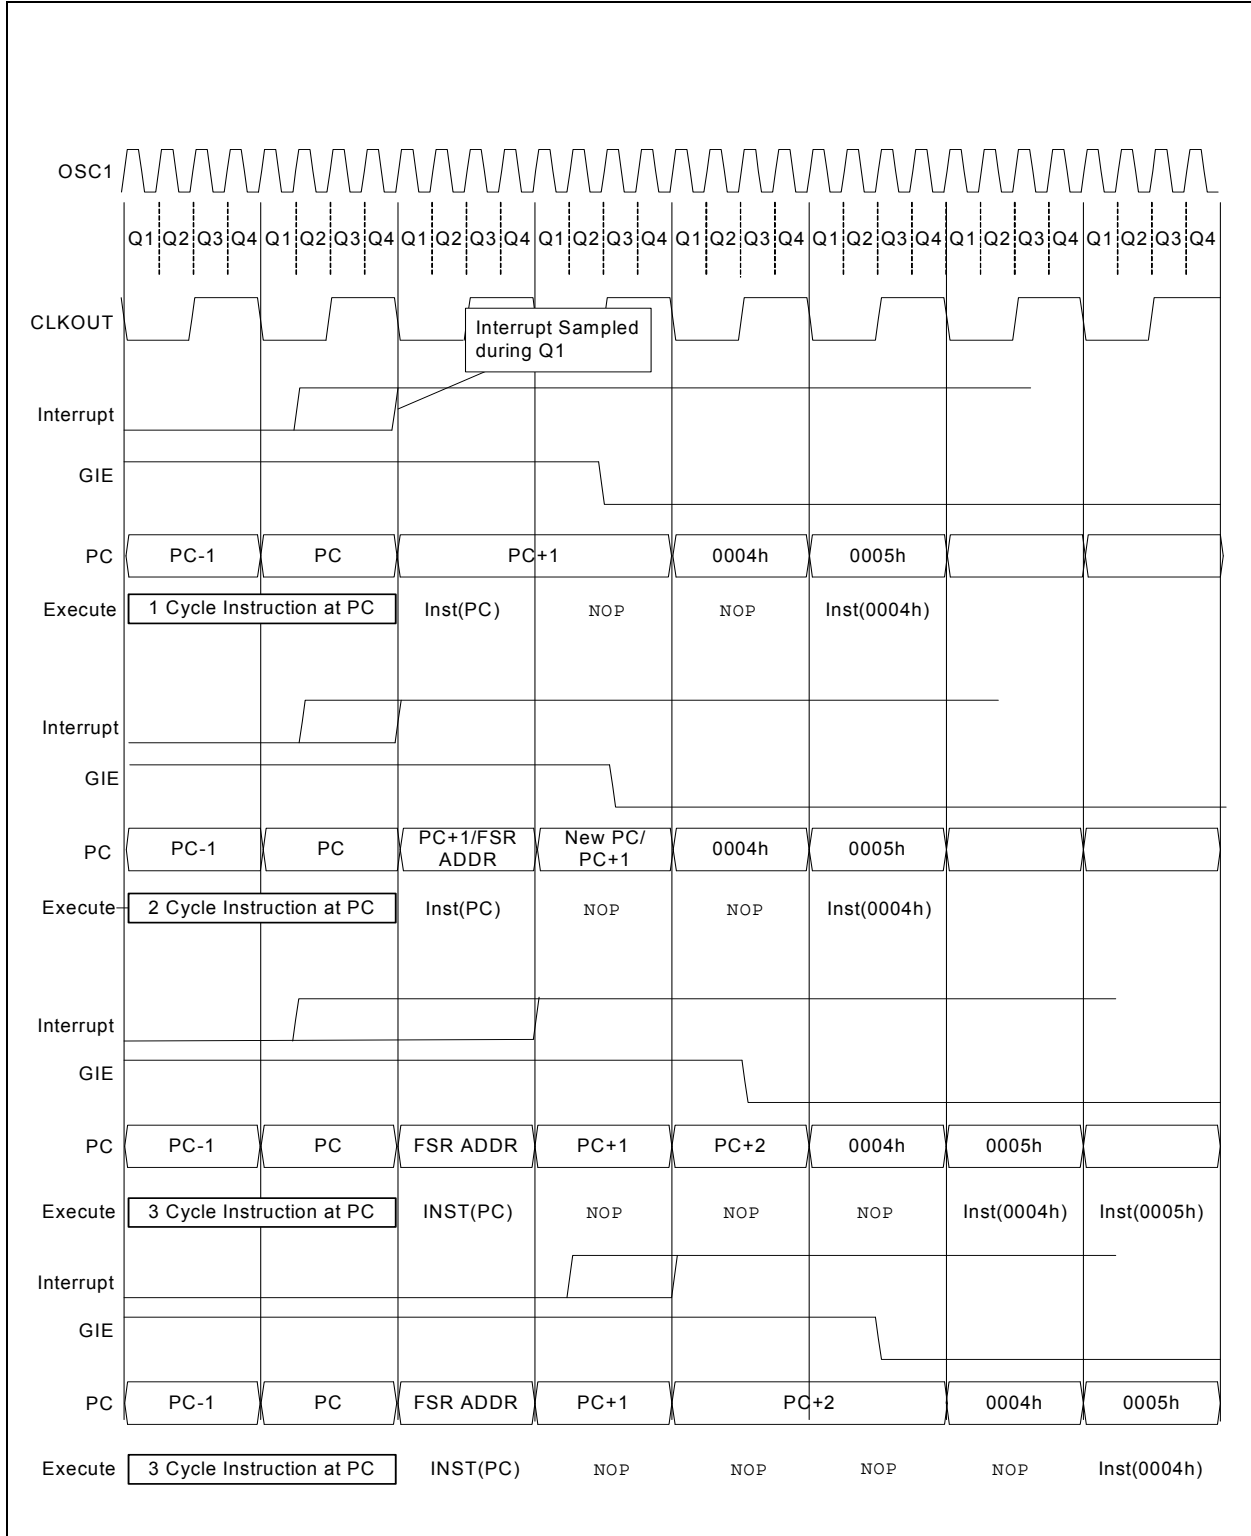 OSC1
Q1 Q2 Q3 Q4 Q1 Q2 Q3 Q4 Q1 Q2 Q3 Q4 Q1 Q2 Q3 Q4 Q1 Q2 Q3 Q4 Q1 Q2 Q3 Q4 Q1 Q2 Q3 Q4 Q1 Q2 Q3 Q4
CLKOUT
Interrupt Sampled
during Q1
Interrupt
GIE
PC PC-1 PC PC+1 0004h 0005h
Execute 1 Cycle Instruction at PC Inst(PC) NOP NOP Inst(0004h)
Interrupt
GIE
PC PC-1 PC PC+1/FSR ADDR New PC/ PC+1 0004h 0005h
Execute 2 Cycle Instruction at PC Inst(PC) NOP NOP Inst(0004h)
Interrupt
GIE
PC PC-1 PC FSR ADDR PC+1 PC+2 0004h 0005h
Execute 3 Cycle Instruction at PC INST(PC) NOP NOP NOP Inst(0004h) Inst(0005h)
Interrupt
GIE
PC PC-1 PC FSR ADDR PC+1 PC+2 0004h 0005h
Execute 3 Cycle Instruction at PC INST(PC) NOP NOP NOP NOP Inst(0004h)